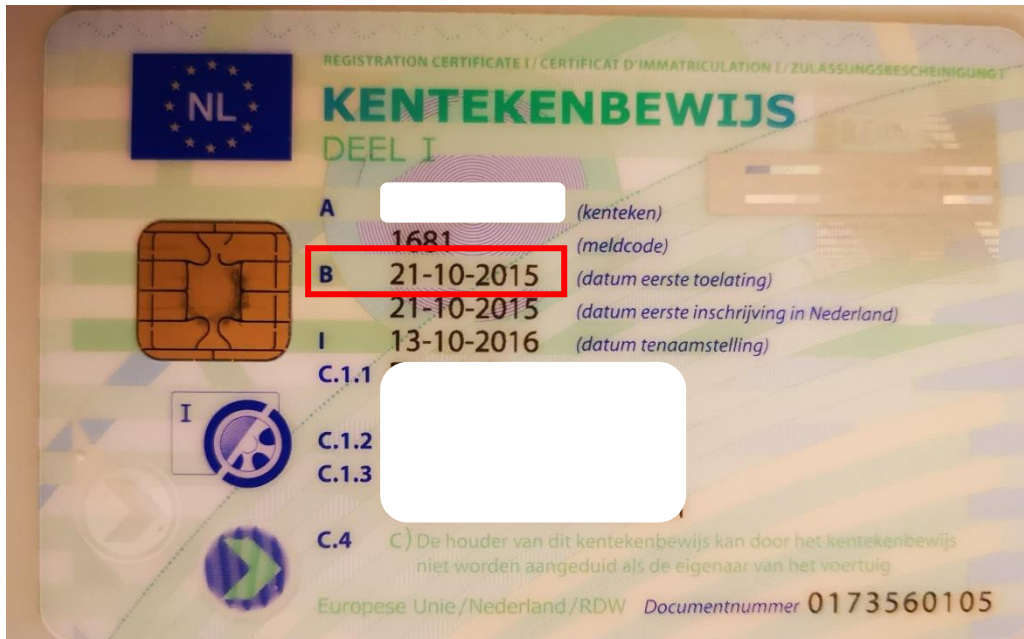 REGISTRATION CERTIFICATE I / CERTIFICAT D'IMMATRICULATION I / ZULASSUNGSBESCHEINIGUNG I
NL
KENTEKENBEWIJS
DEEL I
A (kenteken)
1681 (meldcode)
B 21-10-2015 (datum eerste toelating)
21-10-2015 (datum eerste inschrijving in Nederland)
I 13-10-2016 (datum tenaamstelling)
C.1.1
I
C.1.2
C.1.3
C.4 C) De houder van dit kentekenbewijs kan door het kentekenbewijs
niet worden aangeduid als de eigenaar van het voertuig
Europese Unie/Nederland/RDW Documentnummer 0173560105